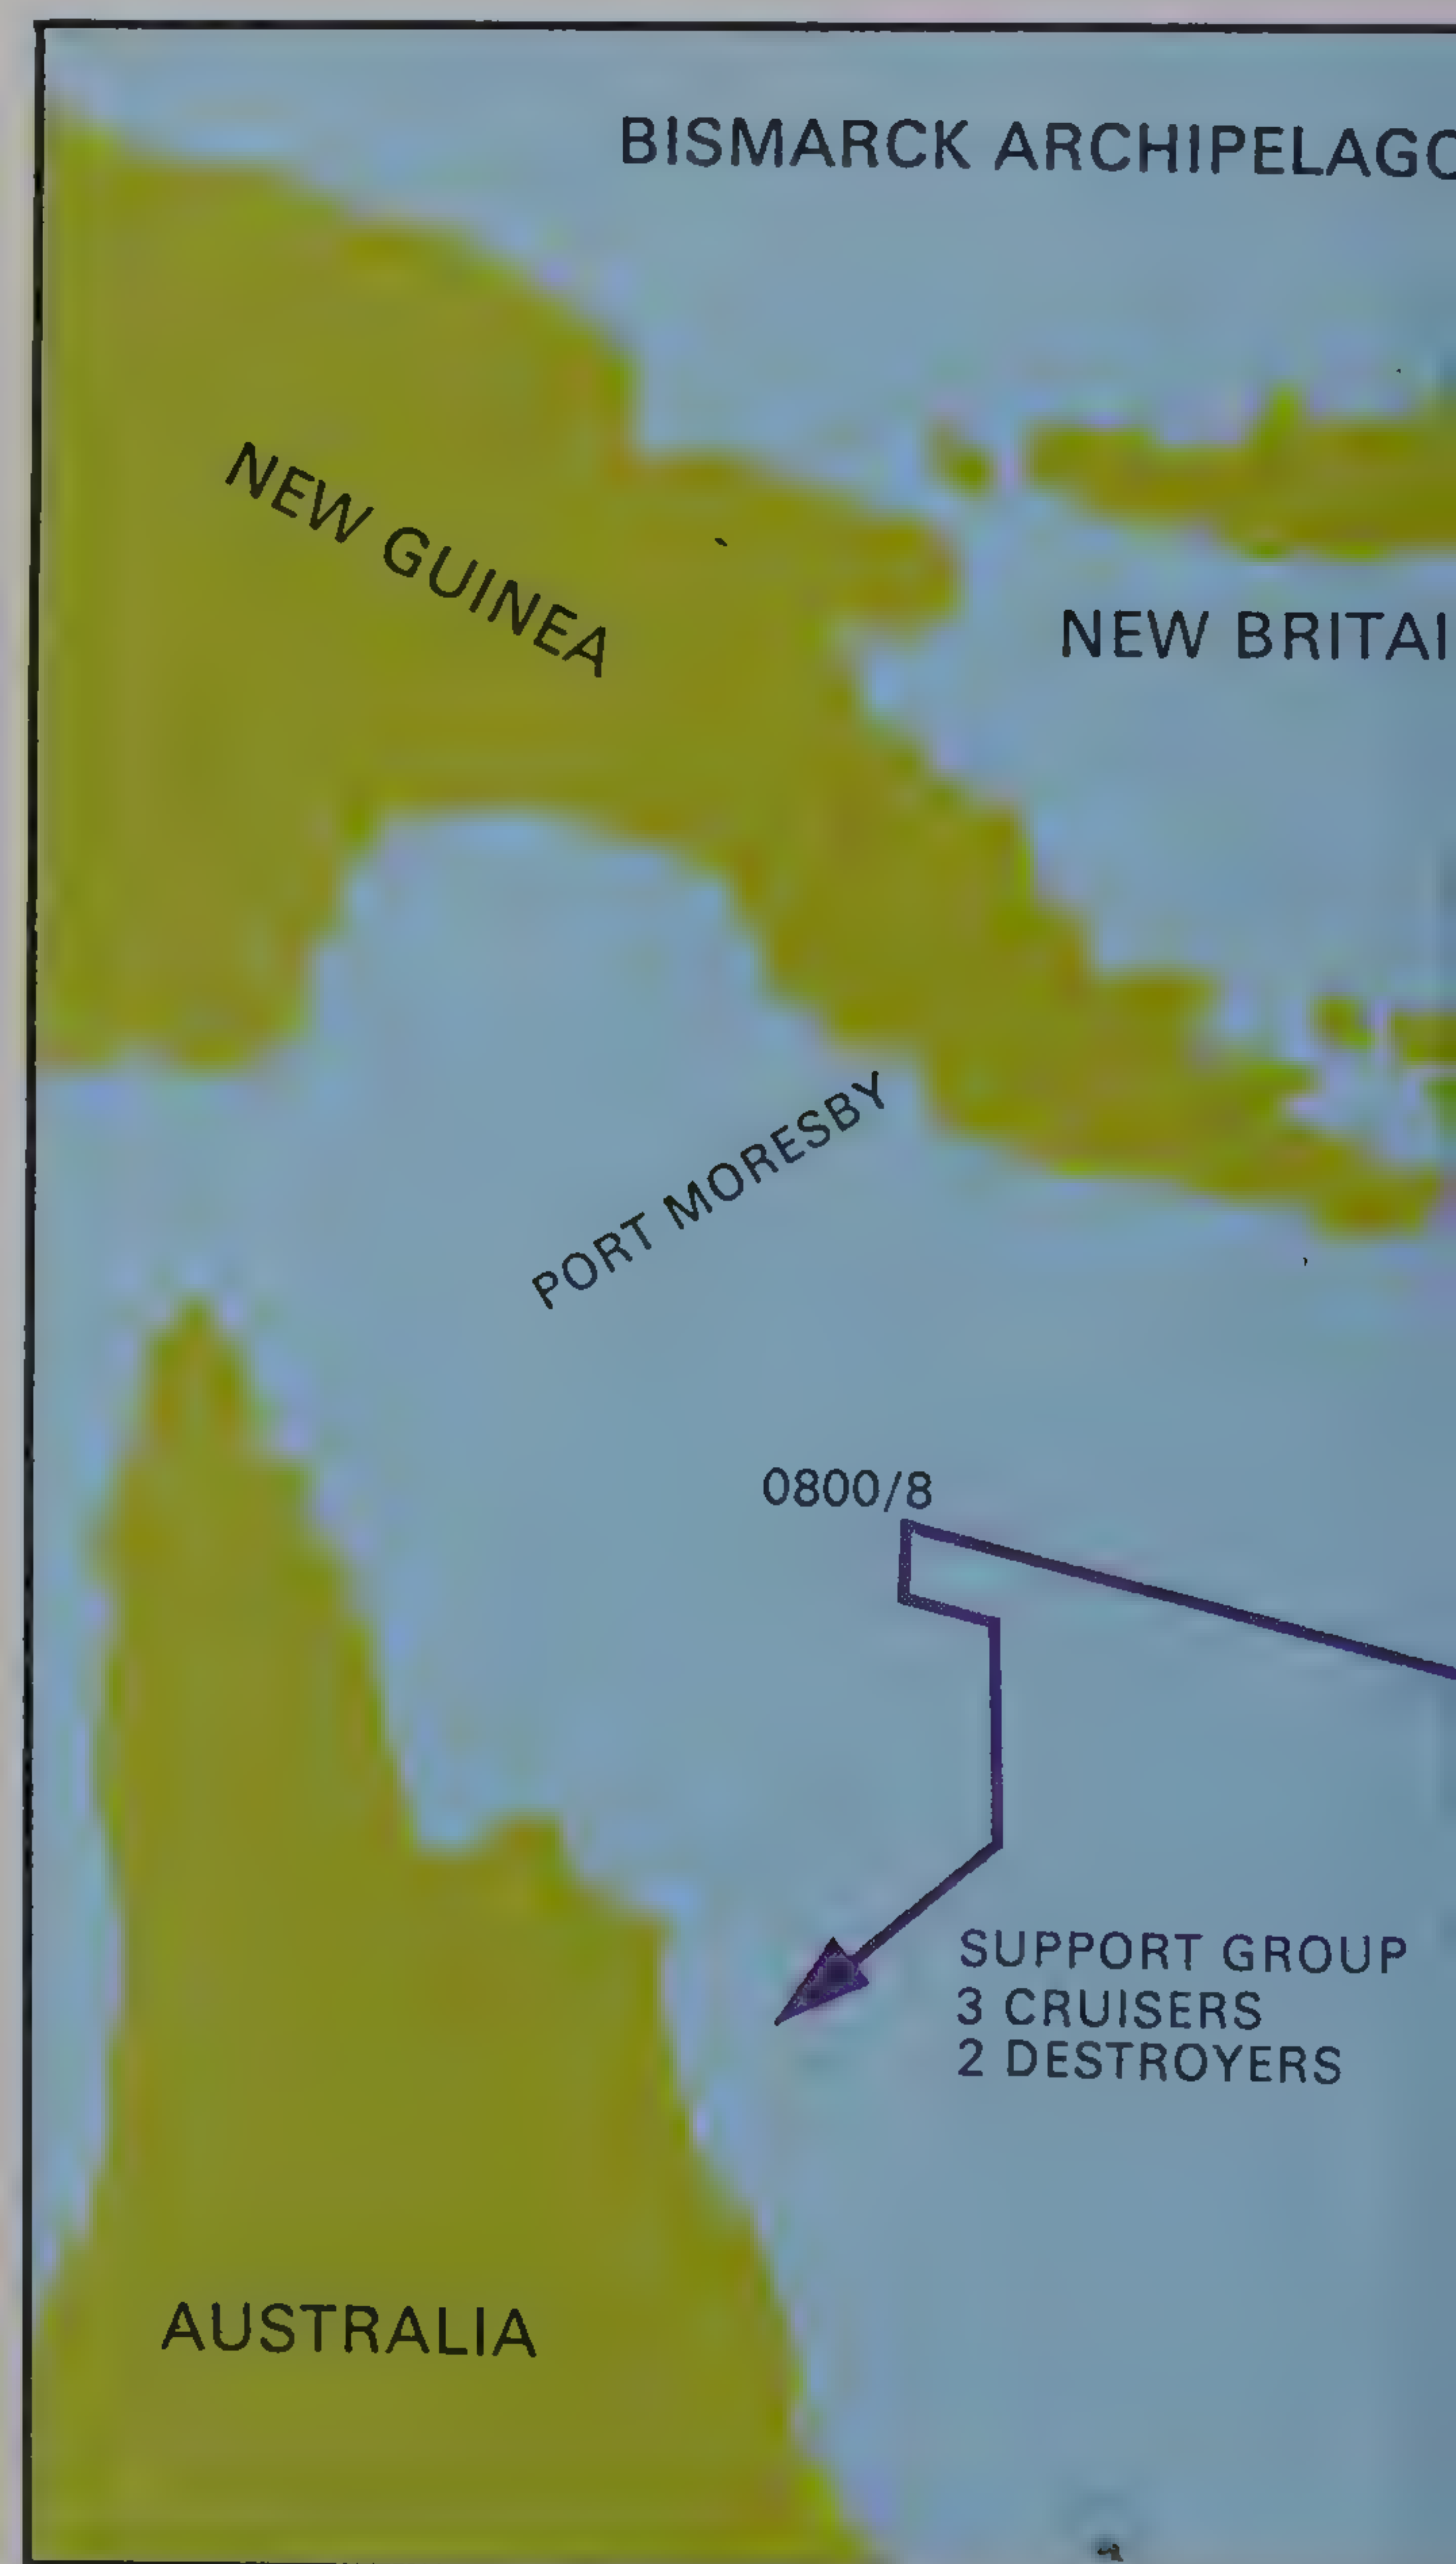 BISMARCK ARCHIPELAGO
NEW GUINEA
NEW BRITAI
PORT MORESBY
0800/8
SUPPORT GROUP
3 CRUISERS
2 DESTROYERS
AUSTRALIA